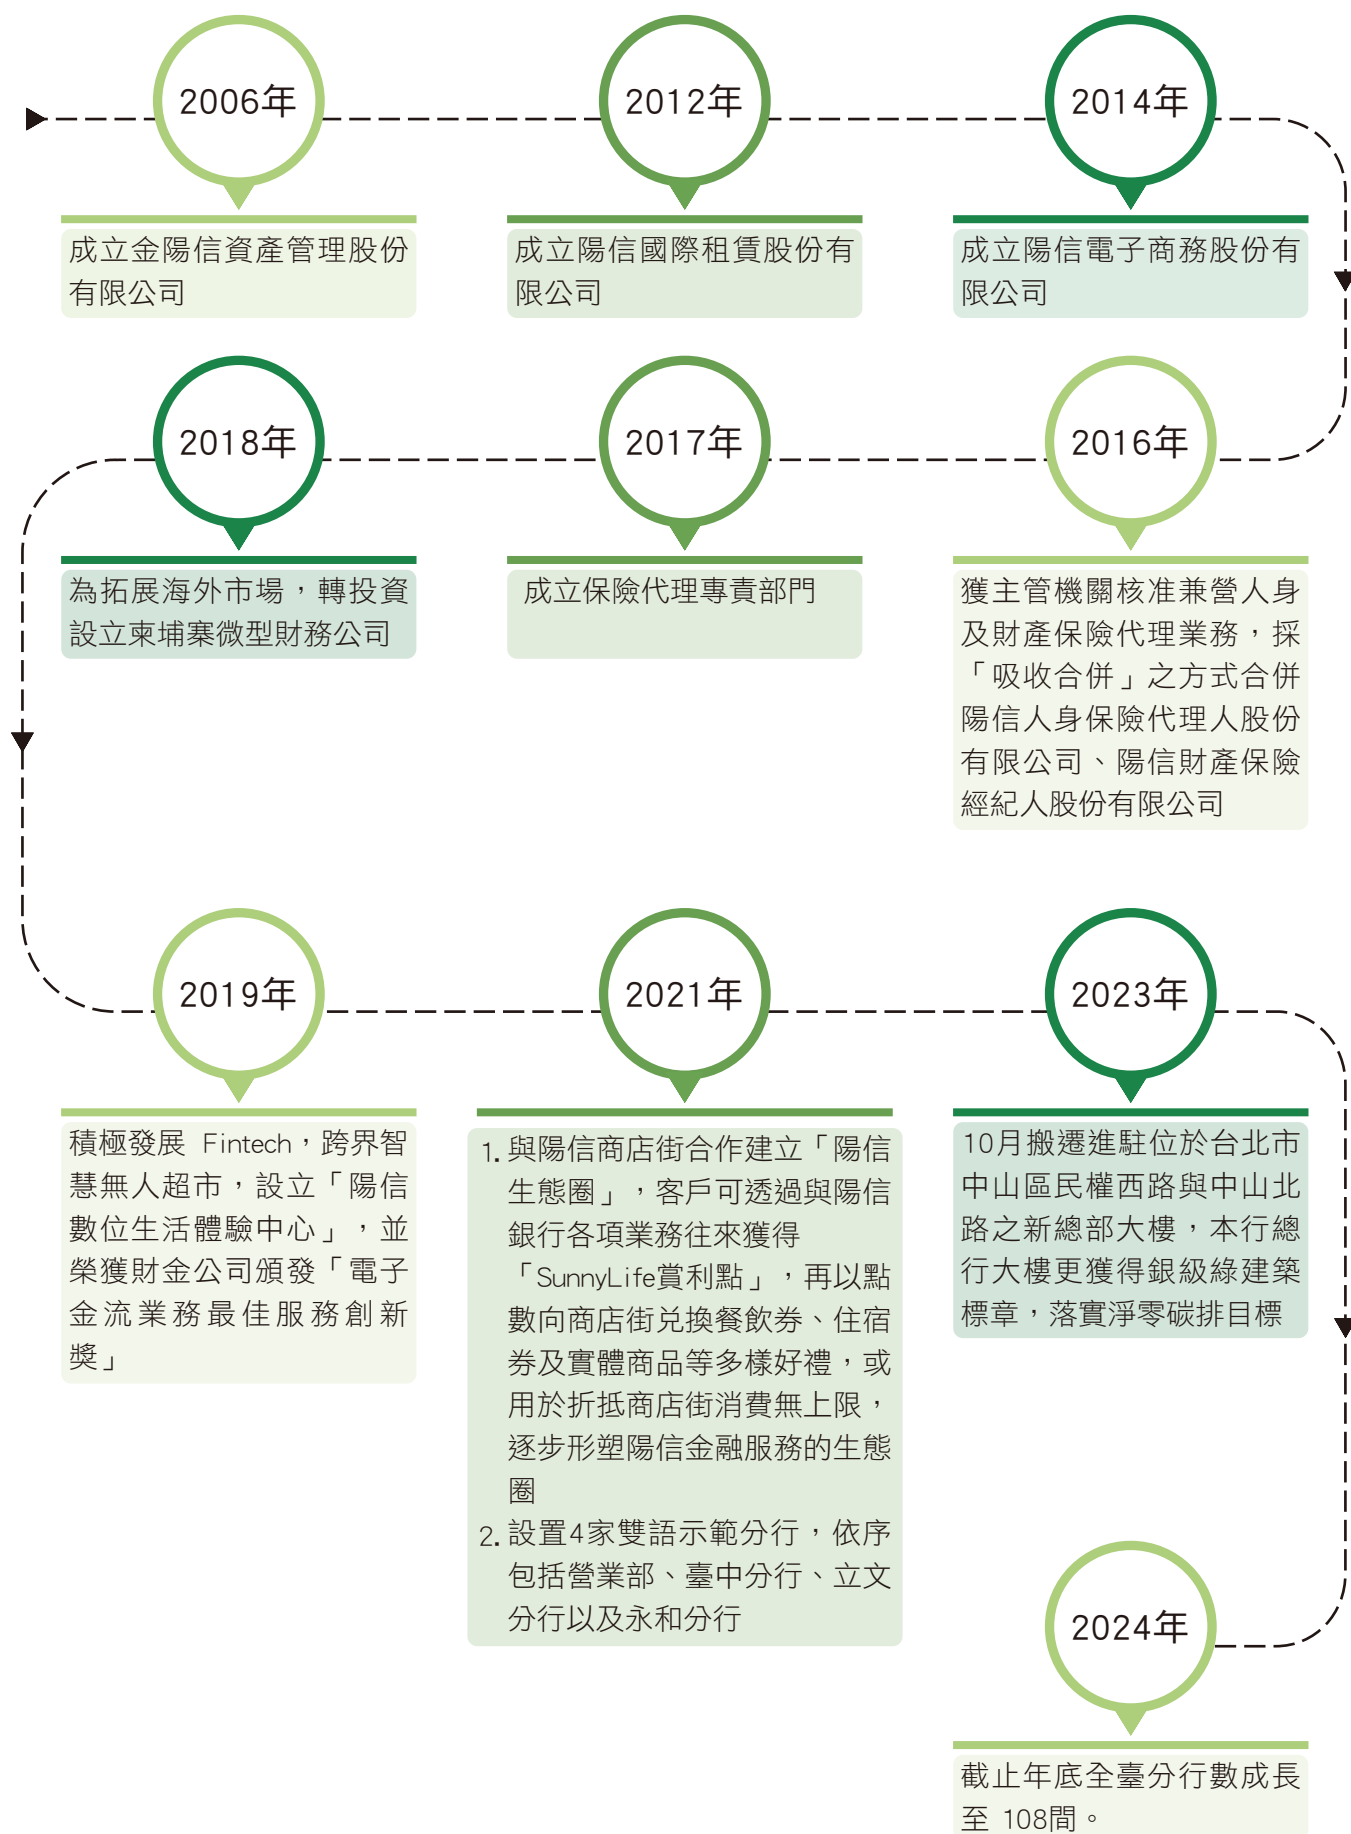 2006年
成立金陽信資產管理股份
有限公司
2012年
成立陽信國際租賃股份有
限公司
2014年
成立陽信電子商務股份有
限公司
2016年
獲主管機關核准兼營人身
及財產保險代理業務，採
「吸收合併」之方式合併
陽信人身保險代理人股份
有限公司、陽信財產保險
經紀人股份有限公司
2017年
成立保險代理專責部門
2018年
為拓展海外市場，轉投資
設立柬埔寨微型財務公司
2019年
積極發展 Fintech，跨界智
慧無人超市，設立「陽信
數位生活體驗中心」，並
榮獲財金公司頒發「電子
金流業務最佳服務創新
獎」
2021年
1. 與陽信商店街合作建立「陽信
生態圈」，客戶可透過與陽信
銀行各項業務往來獲得
「SunnyLife賞利點」，再以點
數向商店街兌換餐飲券、住宿
券及實體商品等多樣好禮，或
用於折抵商店街消費無上限，
逐步形塑陽信金融服務的生態
圈
2. 設置4家雙語示範分行，依序
包括營業部、臺中分行、立文
分行以及永和分行
2023年
10月搬遷進駐位於台北市
中山區民權西路與中山北
路之新總部大樓，本行總
行大樓更獲得銀級綠建築
標章，落實淨零碳排目標
2024年
截止年底全臺分行數成長
至 108間。